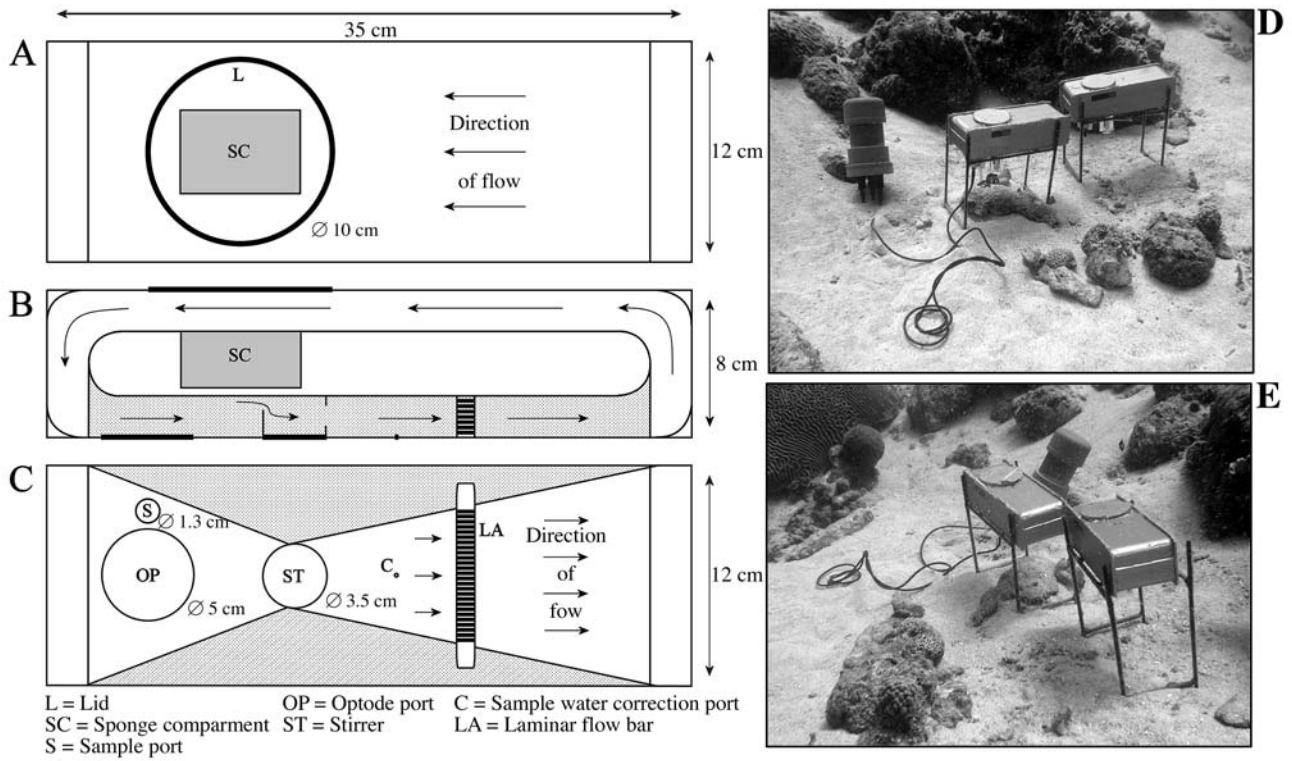 35 cm
A
L
SC
Direction
of flow
∅ 10 cm
12 cm
B
SC
8 cm
C
S
∅ 1.3 cm
OP
∅ 5 cm
ST
∅ 3.5 cm
C
LA
Direction
of
fow
12 cm
L = Lid
SC = Sponge comparment
S = Sample port
OP = Optode port
ST = Stirrer
C = Sample water correction port
LA = Laminar flow bar
D
E